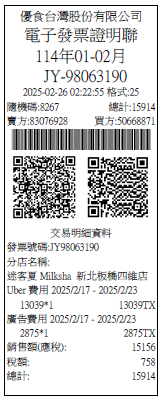 優食台灣股份有限公司
電子發票證明聯
114年01-02月
JY-98063190
2025-02-26 02:22:55 格式:25
隨機碼:8267 總計:15914
賣方:83076928 買方:50668871
交易明細資料
發票號碼:JY98063190
分店名稱:
迷客夏 Milksha 新北板橋四維店
Uber 費用 2025/2/17 - 2025/2/23
13039*1 13039TX
廣告費用 2025/2/17 - 2025/2/23
2875*1 2875TX
銷售額(應稅): 15156
稅額: 758
總計: 15914